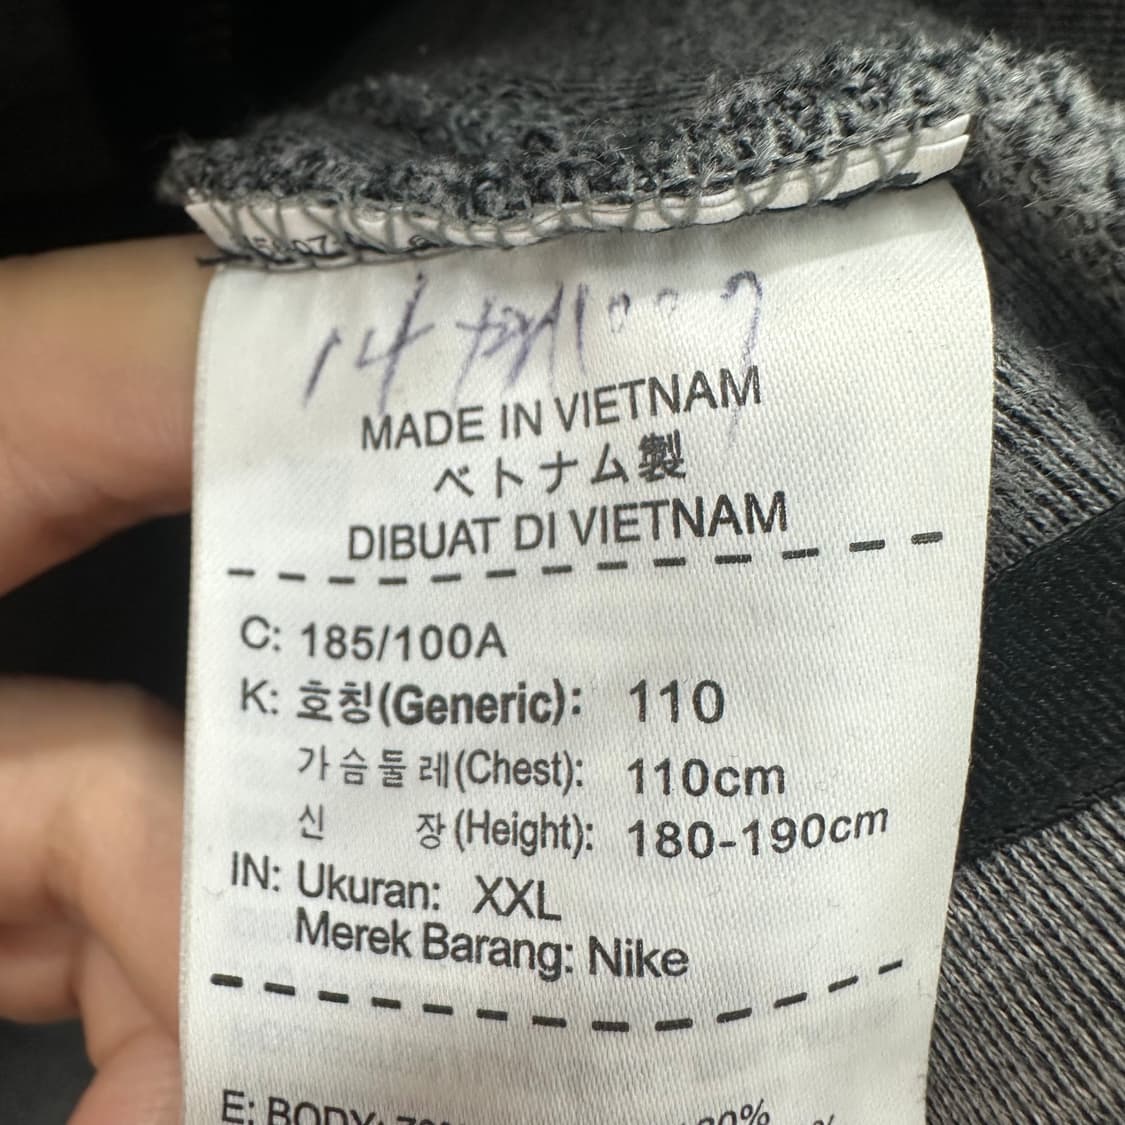 MADE IN VIETNAM
ベトナム製
DIBUAT DI VIETNAM
C: 185/100A
K: 호칭(Generic): 110
가슴둘레(Chest): 110cm
신 장(Height): 180-190cm
IN: Ukuran: XXL
Merek Barang: Nike
E: BODY: